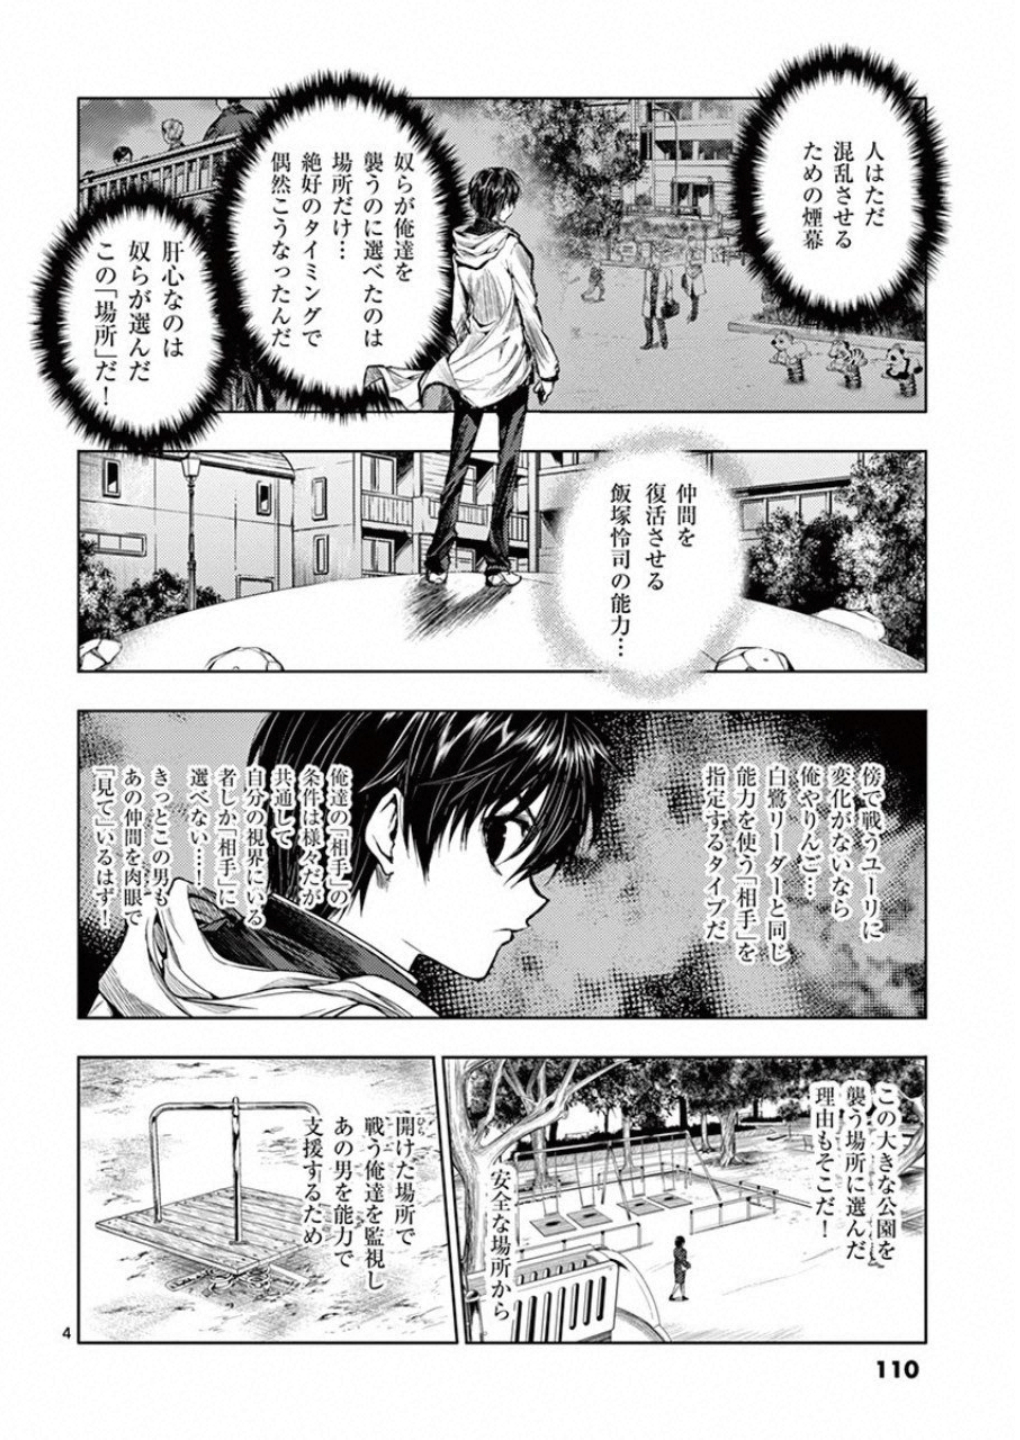 人はただ
混乱させる
ための煙幕
奴らが俺達を
襲うのに選べたのは
場所だけ…
絶好のタイミングで
偶然こうなったんだ
肝心なのは
奴らが選んだ
この「場所」だ!
仲間を
復活させる
飯塚怜司の能力…
傍で戦うユーリに
変化がないなら
俺やりんご…
白鷺リーダーと同じ
能力を使う「相手」を
指定するタイプだ
俺達の「相手」の
条件は様々だが
共通して
自分の視界にいる
者しか「相手」に
選べない…!
きっとこの男も
あの仲間を肉眼で
「見て」いるはず!
この大きな公園を
襲う場所に選んだ
理由もそこだ!
安全な場所から
開けた場所で
ひら
戦う俺達を監視し
あの男を能力で
支援するため
4
110